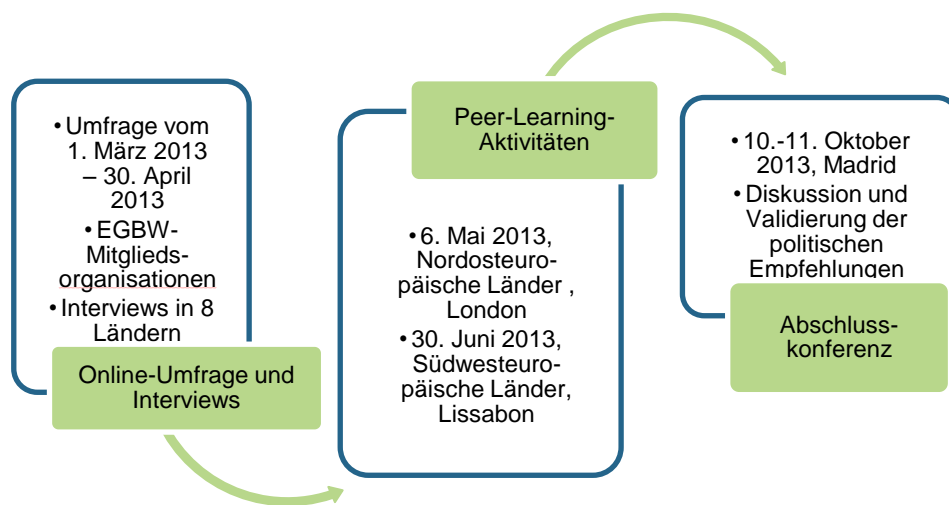 • Umfrage vom
1. März 2013
– 30. April
2013
• EGBW-
Mitglieds-
organisationen
• Interviews in 8
Ländern
Online-Umfrage und
Interviews
Peer-Learning-
Aktivitäten
• 6. Mai 2013,
Nordosteuro-
päische Länder ,
London
• 30. Juni 2013,
Südwesteuro-
päische Länder,
Lissabon
• 10.-11. Oktober
2013, Madrid
• Diskussion und
Validierung der
politischen
Empfehlungen
Abschluss-
konferenz